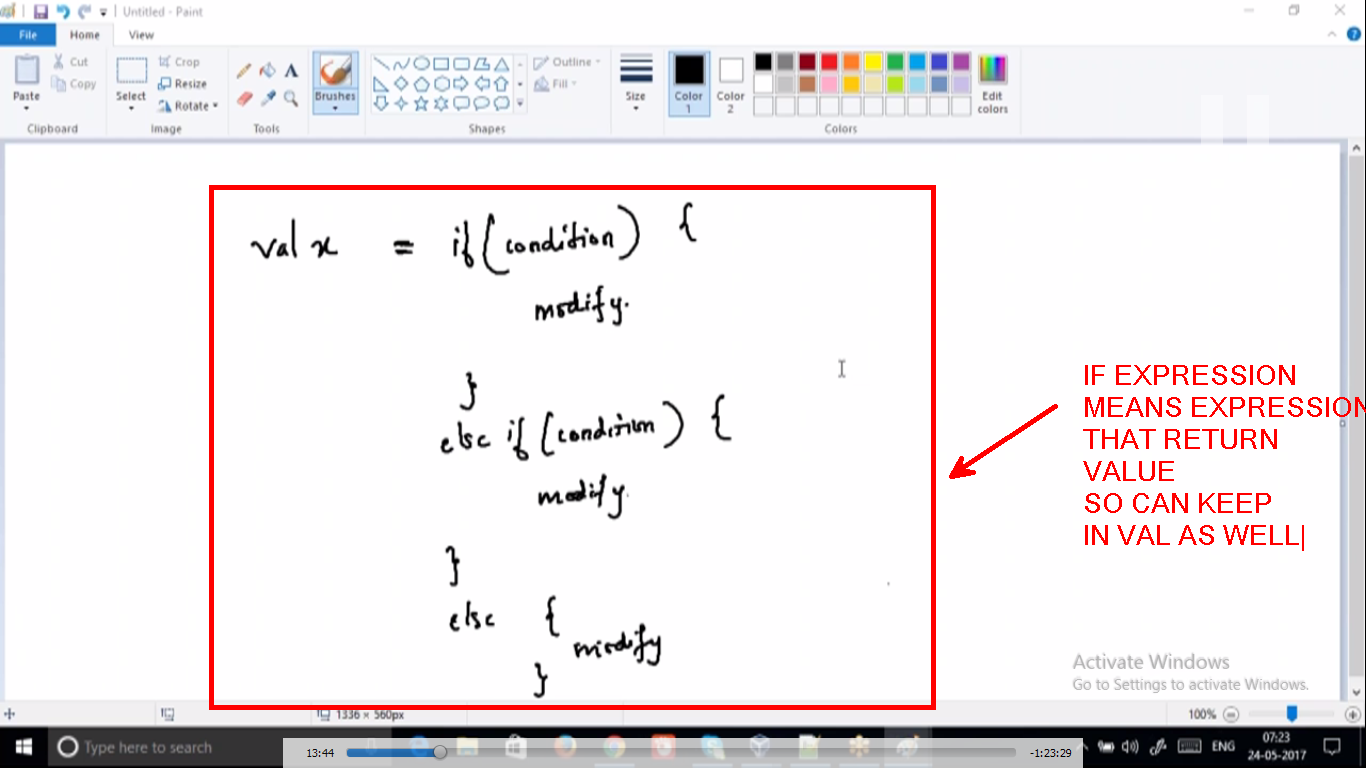 Untitled - Paint
File Home View
Paste Cut Copy
Clipboard
Select Crop Resize Rotate
Image
A
Tools
Brushes
Outline
Fill
Shapes
Size
Color 1
Color 2
Edit colors
Colors
val x = if (condition) {
modify.
}
else if (condition) {
modify.
}
else {
modify
}
IF EXPRESSION
MEANS EXPRESSION
THAT RETURN
VALUE
SO CAN KEEP
IN VAL AS WELL
Activate Windows
Go to Settings to activate Windows.
1336 × 560px
100%
Type here to search
13:44
-1:23:29
ENG
07:23
24-05-2017